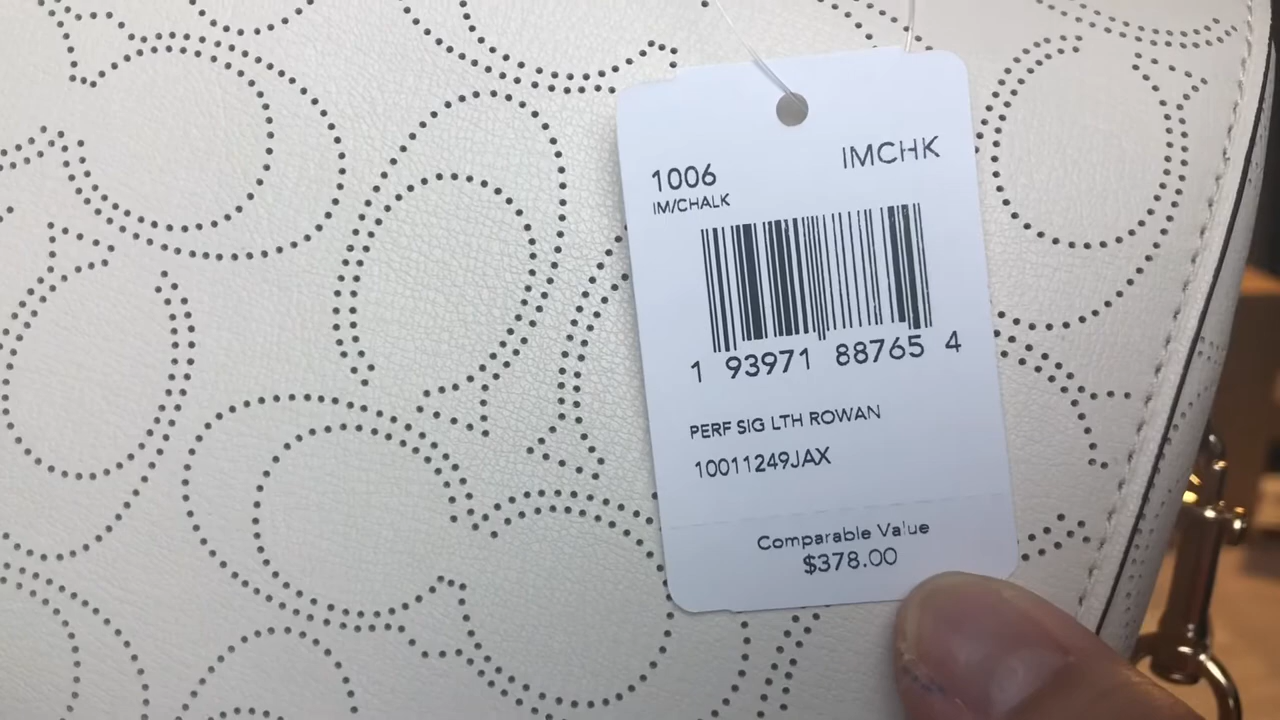 1006
IMCHK
IM/CHALK
1 93971 88765 4
PERF SIG LTH ROWAN
10011249JAX
Comparable Value
$378.00